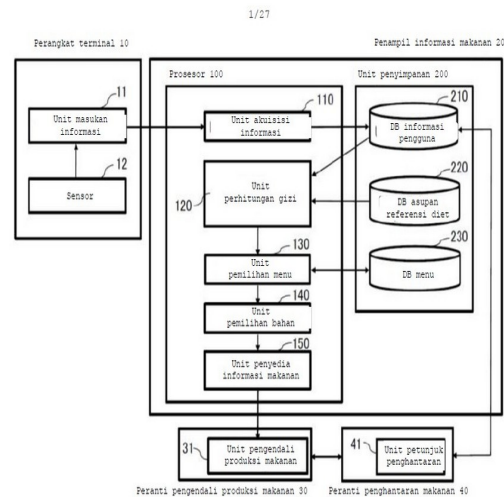 1/27
Perangkat terminal 10
Penampil informasi makanan 20
Prosesor 100
Unit penyimpanan 200
11
Unit masukan
informasi
12
Sensor
110
Unit akuisisi
informasi
120
Unit
perhitungan gizi
130
Unit
pemilihan menu
140
Unit
pemilihan bahan
150
Unit penyedia
informasi makanan
210
DB informasi
pengguna
220
DB asupan
referensi diet
230
DB menu
31
Unit pengendali
produksi makanan
Peranti pengendali produksi makanan 30
41
Unit petunjuk
penghantaran
Peranti penghantaran makanan 40